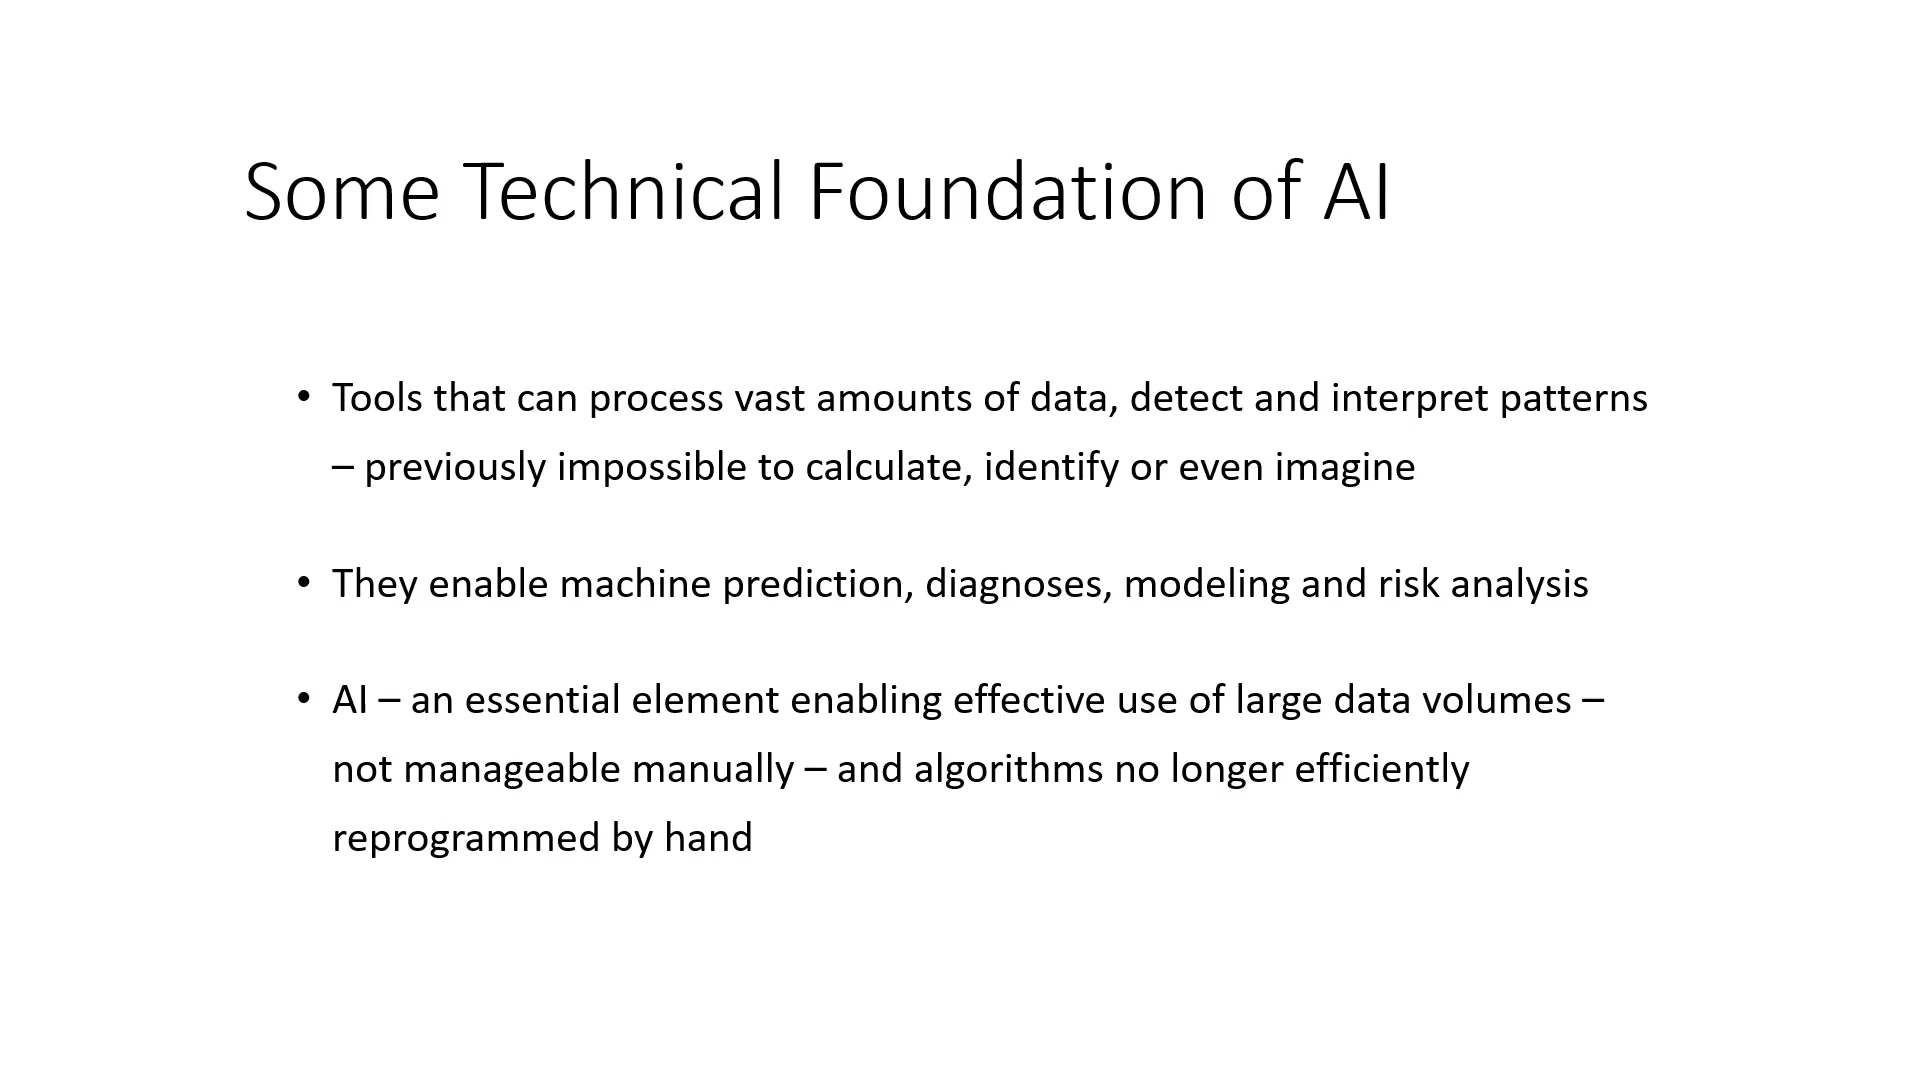 Some Technical Foundation of AI
• Tools that can process vast amounts of data, detect and interpret patterns
– previously impossible to calculate, identify or even imagine
• They enable machine prediction, diagnoses, modeling and risk analysis
• AI – an essential element enabling effective use of large data volumes –
not manageable manually – and algorithms no longer efficiently
reprogrammed by hand